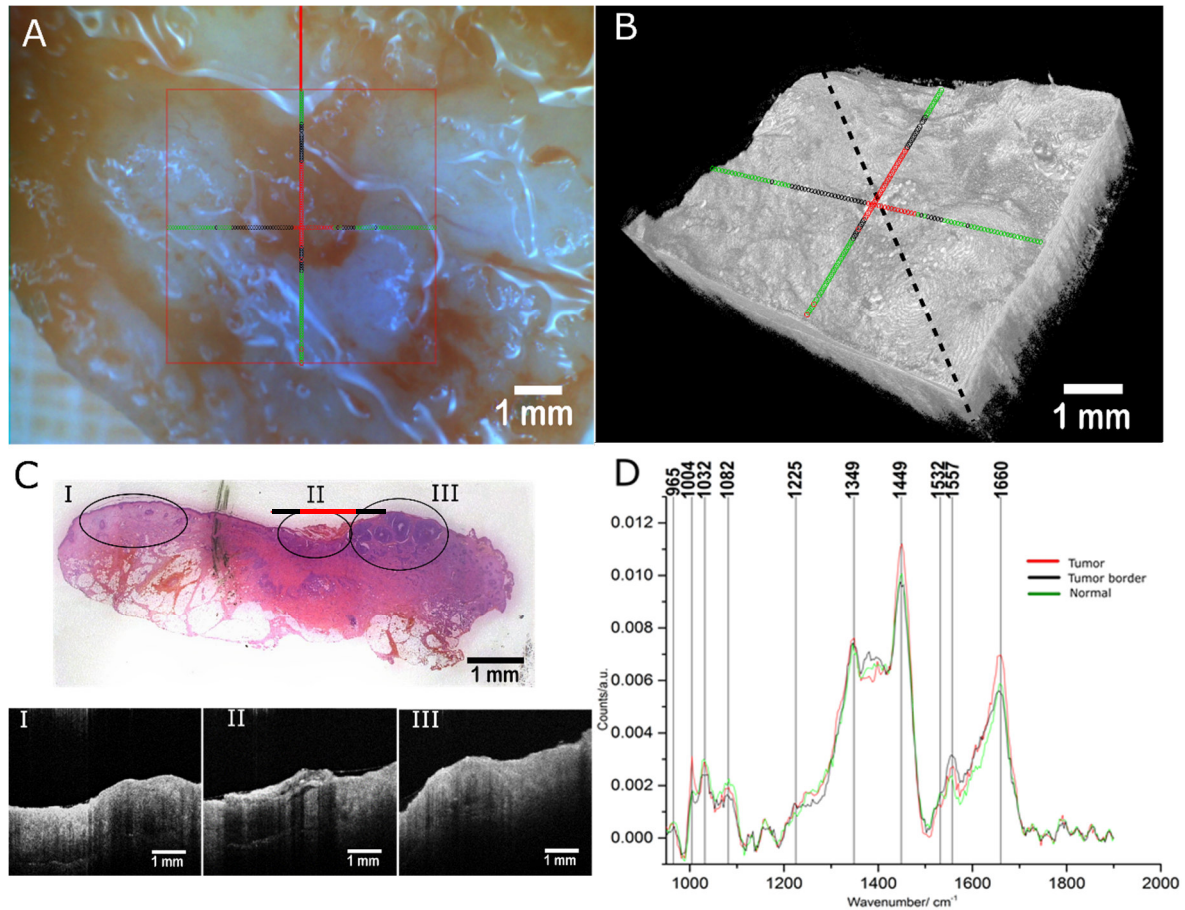 A
1 mm
B
1 mm
C
I
II
III
1 mm
I
1 mm
II
1 mm
III
1 mm
D
965
1004
1032
1082
1225
1349
1449
1532
1557
1660
0.012
0.010
0.008
0.006
0.004
0.002
0.000
Counts/a.u.
Tumor
Tumor border
Normal
1000
1200
1400
1600
1800
2000
Wavenumber/ cm-1